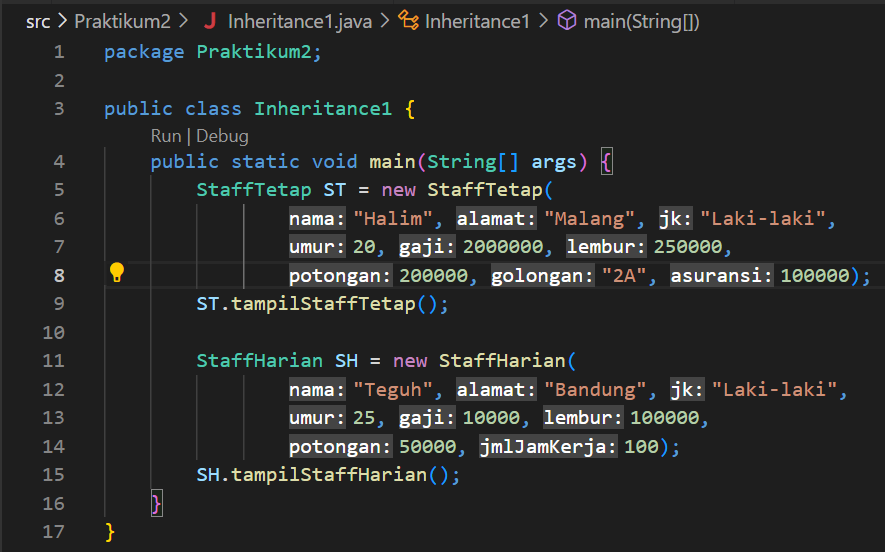 src > Praktikum2 > J Inheritance1.java > Inheritance1 > main(String[])
1 package Praktikum2;
2
3 public class Inheritance1 {
Run | Debug
4 public static void main(String[] args) {
5 StaffTetap ST = new StaffTetap(
6 nama: "Halim", alamat: "Malang", jk: "Laki-laki",
7 umur: 20, gaji: 2000000, lembur: 250000,
8 potongan: 200000, golongan: "2A", asuransi: 100000);
9 ST.tampilStaffTetap();
10
11 StaffHarian SH = new StaffHarian(
12 nama: "Teguh", alamat: "Bandung", jk: "Laki-laki",
13 umur: 25, gaji: 10000, lembur: 100000,
14 potongan: 50000, jmlJamKerja: 100);
15 SH.tampilStaffHarian();
16 }
17 }